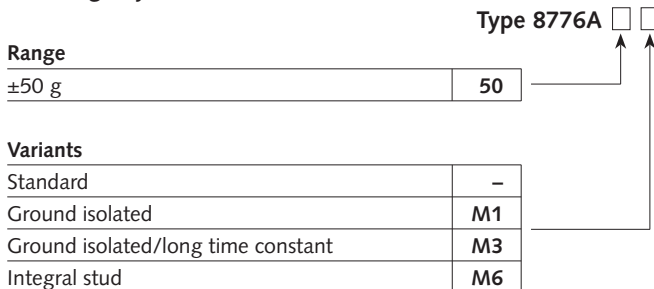 Type 8776A
Range
±50 g 50
Variants
Standard –
Ground isolated M1
Ground isolated/long time constant M3
Integral stud M6